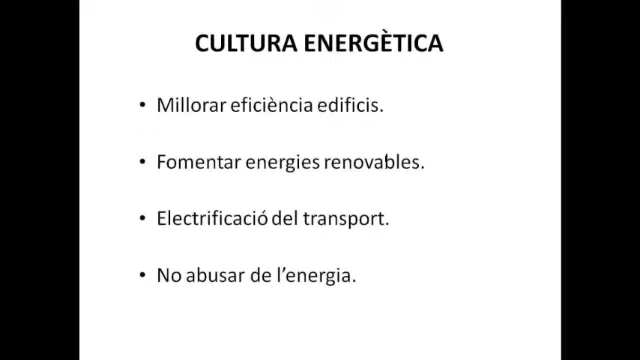 CULTURA ENERGÈTICA
• Millorar eficiència edificis.
• Fomentar energies renovables.
• Electrificació del transport.
• No abusar de l’energia.